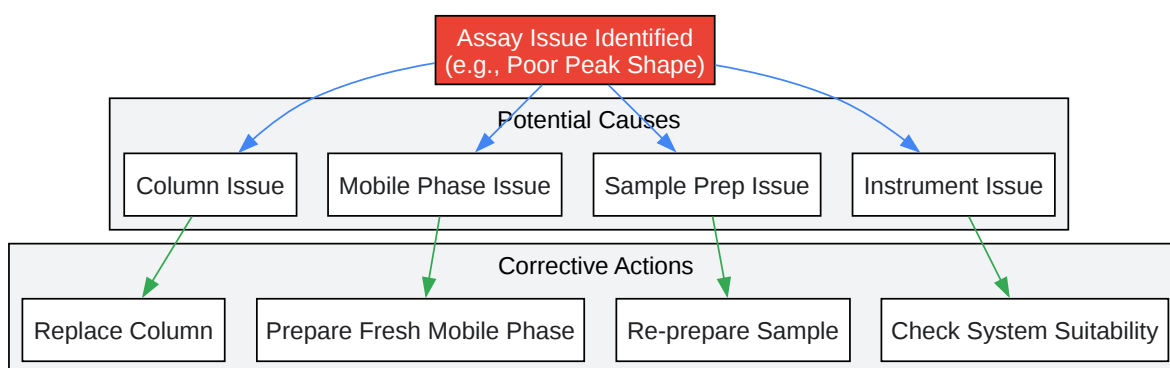 Assay Issue Identified
(e.g., Poor Peak Shape)
Potential Causes
Column Issue
Mobile Phase Issue
Sample Prep Issue
Instrument Issue
Corrective Actions
Replace Column
Prepare Fresh Mobile Phase
Re-prepare Sample
Check System Suitability